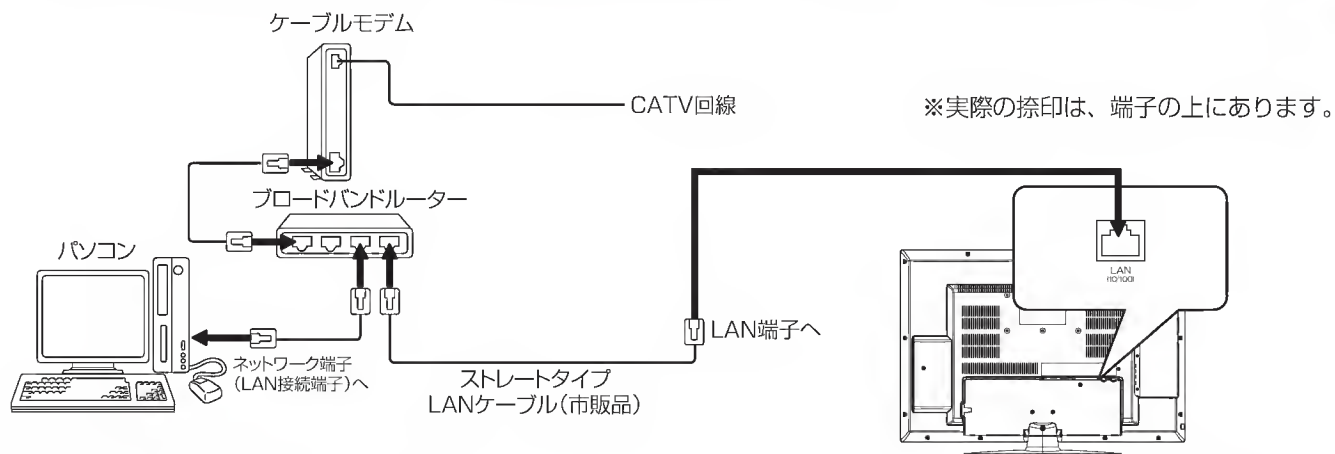 ケーブルモデム
CATV回線
※実際の捺印は、端子の上にあります。
ブロードバンドルーター
パソコン
LAN
(10/100)
LAN端子へ
ネットワーク端子
(LAN接続端子)へ
ストレートタイプ
LANケーブル(市販品)